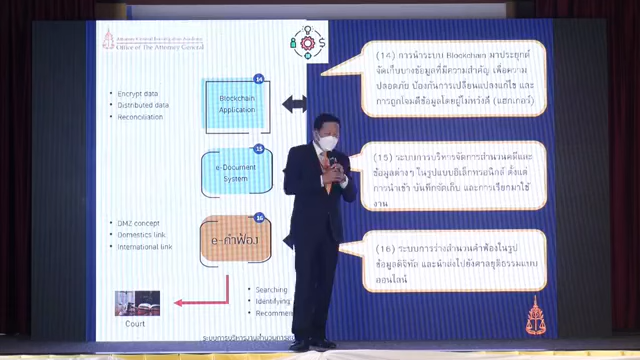 Office of The Attorney General
• Encrypt data
• Distributed data
• Reconciliation
14
Blockchain
Application
15
e-Document
System
• DMZ concept
• Domestics link
• International link
16
e-คำฟ้อง
• Searching
• Identifying
• Recommen
Court
(14) การนำระบบ Blockchain มาประยุกต์
จัดเก็บบางข้อมูลที่มีความสำคัญ เพื่อความ
ปลอดภัย ป้องกันการเปลี่ยนแปลงแก้ไข และ
การถูกโจมตีข้อมูลโดยผู้ไม่หวังดี (แฮกเกอร์)
(15) ระบบการบริหารจัดการสำนวนคดีและ
ข้อมูลต่างๆ ในรูปแบบอิเล็กทรอนิกส์ ตั้งแต่
การนำเข้า บันทึกจัดเก็บ และการเรียกมาใช้
งาน
(16) ระบบการร่างสำนวนคำฟ้องในรูป
ข้อมูลดิจิทัล และนำส่งไปยังศาลยุติธรรมแบบ
ออนไลน์